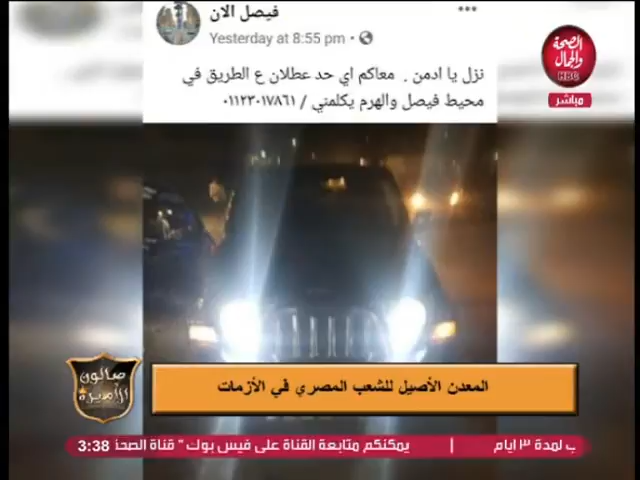 فيصل الان
Yesterday at 8:55 pm
نزل يا ادمن . معاكم اي حد عطلان ع الطريق في
محيط فيصل والهرم يكلمني / ٠١١٢٣٠١٧٨٦١
الصحة
والجمال
HBC
مباشر
صالون
الأميرة
المعدن الأصيل للشعب المصري في الأزمات
ب لمدة ٣ ايام | يمكنكم متابعة القناة على فيس بوك " قناة الصحة
3:38